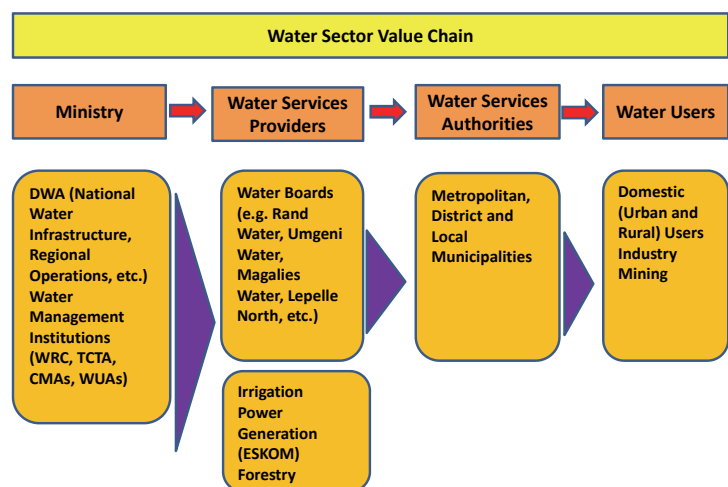 Water Sector Value Chain
Ministry
Water Services
Providers
Water Services
Authorities
Water Users
DWA (National
Water
Infrastructure,
Regional
Operations, etc.)
Water
Management
Institutions
(WRC, TCTA,
CMAs, WUAs)
Water Boards
(e.g. Rand
Water, Umgeni
Water,
Magalies
Water, Lepelle
North, etc.)
Irrigation
Power
Generation
(ESKOM)
Forestry
Metropolitan,
District and
Local
Municipalities
Domestic
(Urban and
Rural) Users
Industry
Mining